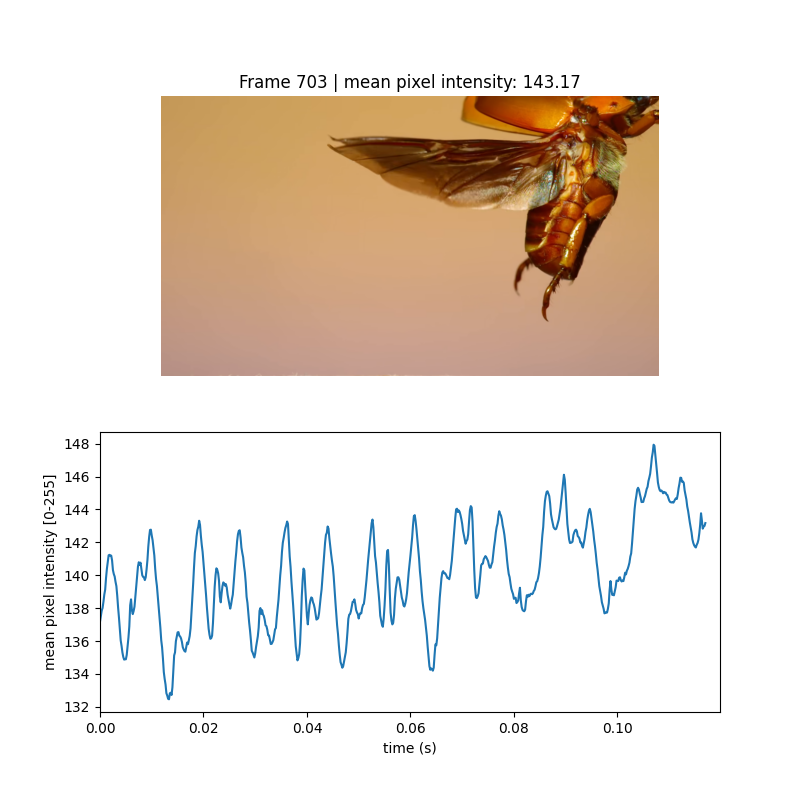 Frame 703 | mean pixel intensity: 143.17
148
146
144
142
140
138
136
134
132
mean pixel intensity [0-255]
0.00 0.02 0.04 0.06 0.08 0.10
time (s)